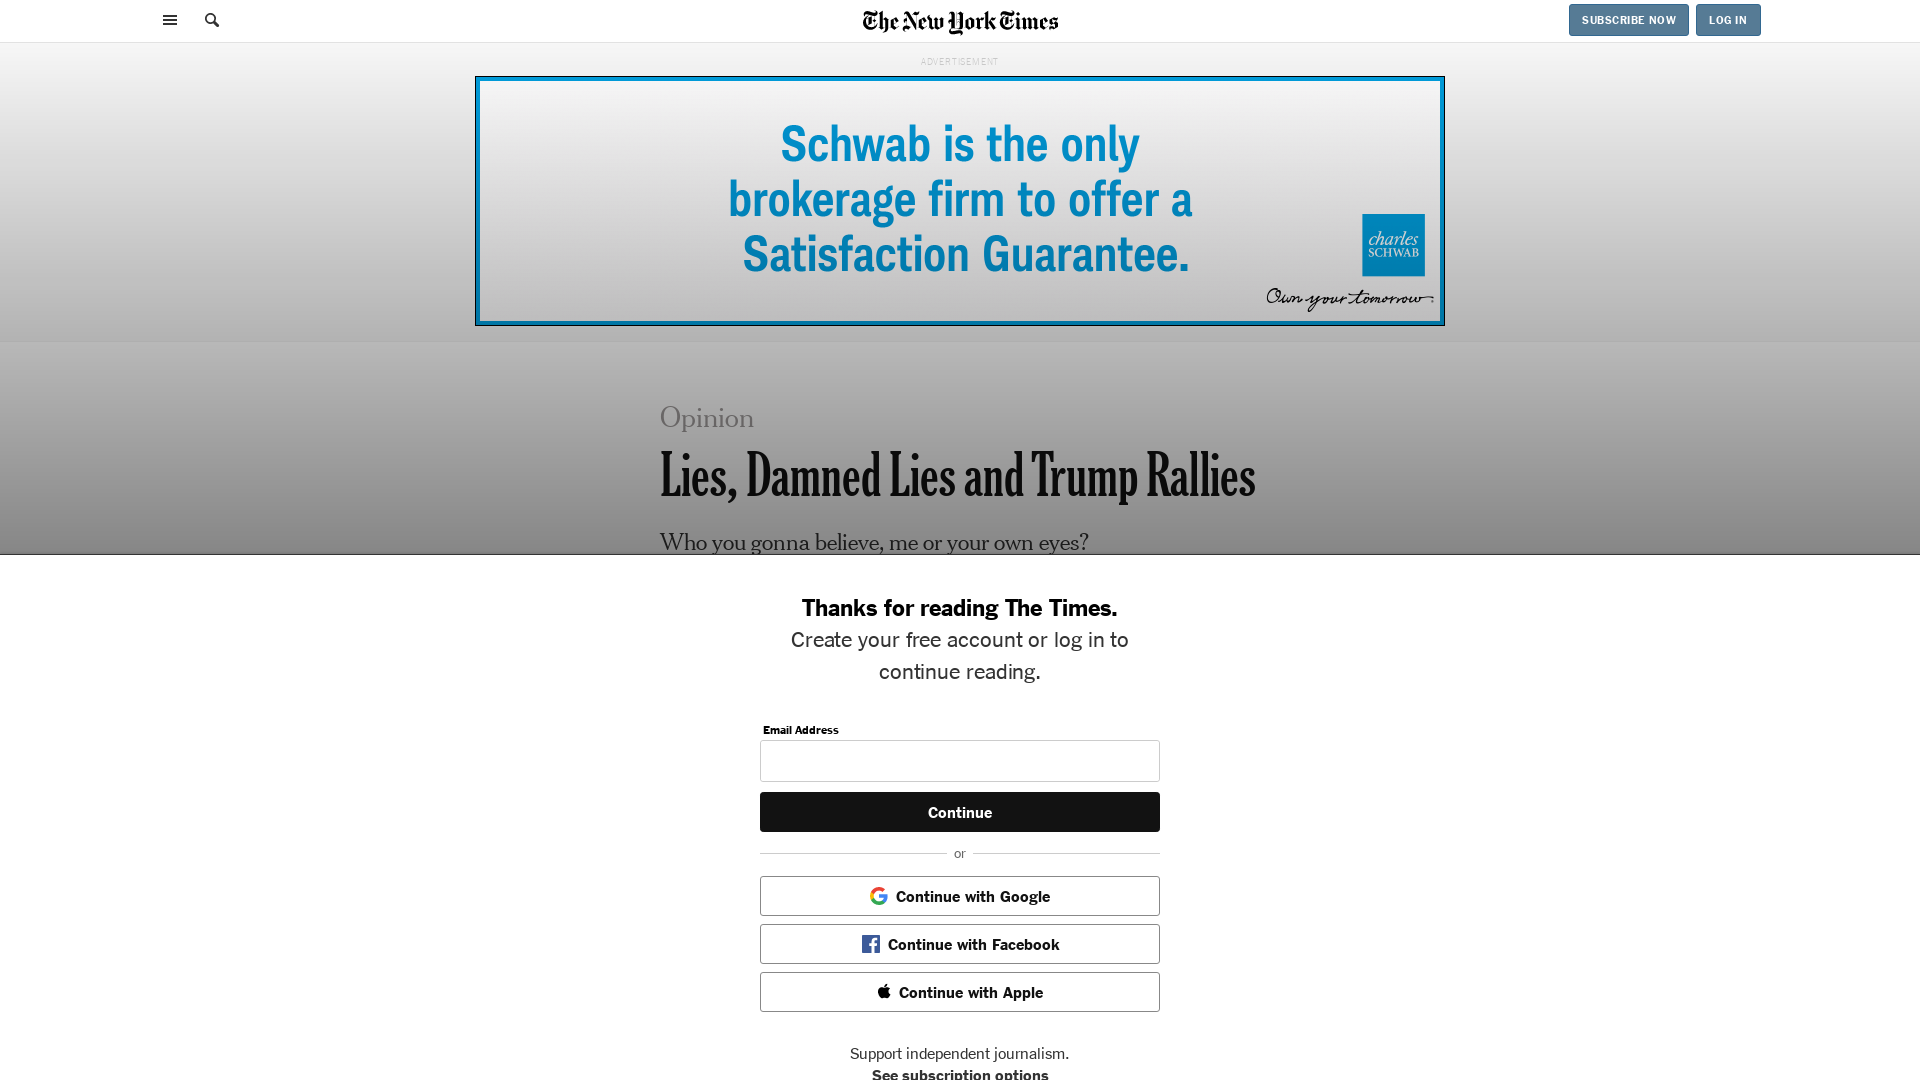 The New York Times
SUBSCRIBE NOW
LOG IN
ADVERTISEMENT
Schwab is the only
brokerage firm to offer a
Satisfaction Guarantee.
charles
SCHWAB
Own your tomorrow
Opinion
Lies, Damned Lies and Trump Rallies
Who you gonna believe, me or your own eyes?
Thanks for reading The Times.
Create your free account or log in to
continue reading.
Email Address
Continue
or
Continue with Google
Continue with Facebook
Continue with Apple
Support independent journalism.
See subscription options